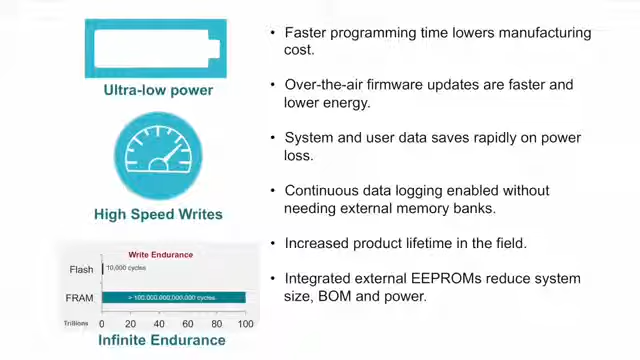 Ultra-low power
High Speed Writes
Write Endurance
Flash
10,000 cycles
FRAM
> 100,000,000,000,000 cycles
Trillions
0 20 40 60 80 100
Infinite Endurance
• Faster programming time lowers manufacturing
cost.
• Over-the-air firmware updates are faster and
lower energy.
• System and user data saves rapidly on power
loss.
• Continuous data logging enabled without
needing external memory banks.
• Increased product lifetime in the field.
• Integrated external EEPROMs reduce system
size, BOM and power.